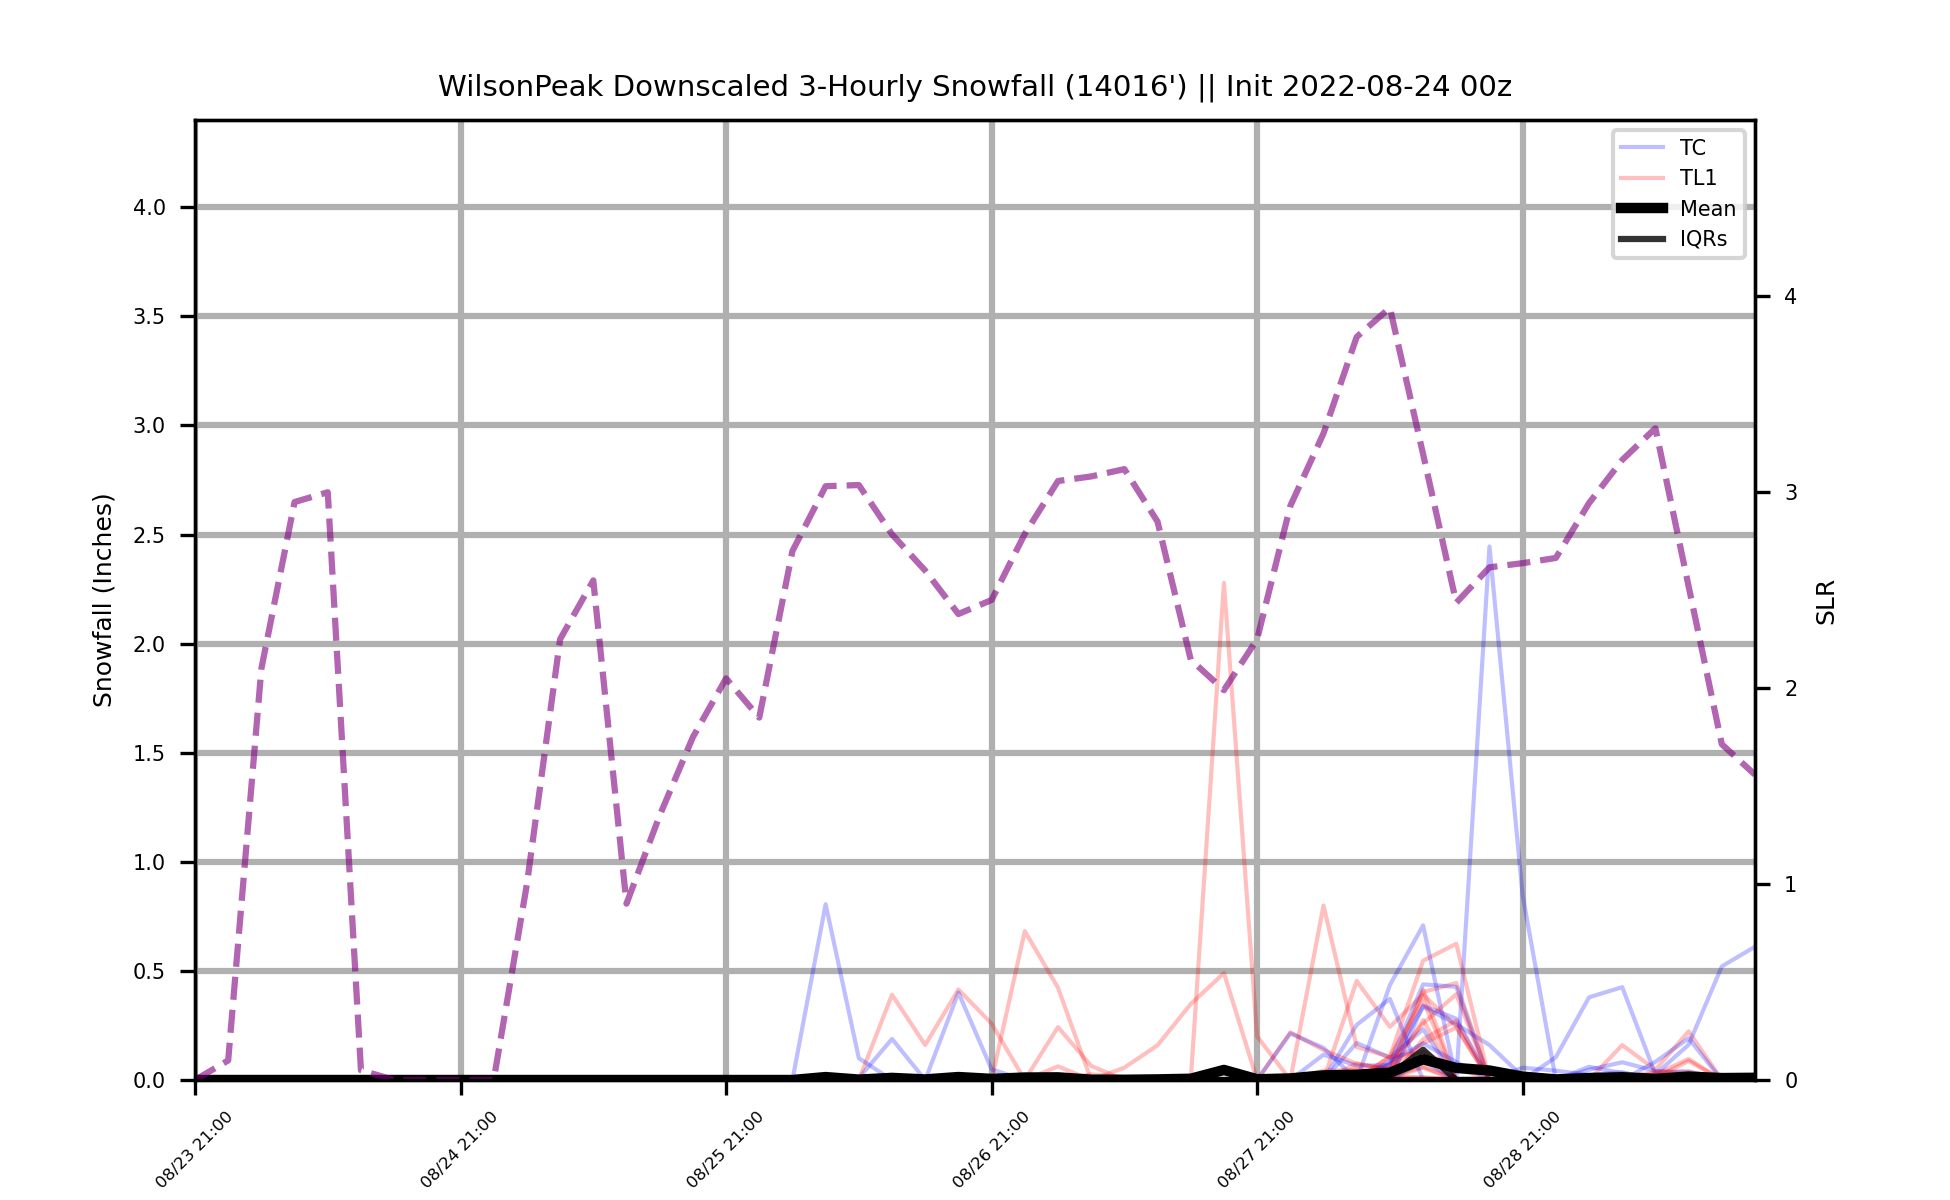 WilsonPeak Downscaled 3-Hourly Snowfall (14016') || Init 2022-08-24 00z
TC
TL1
Mean
IQRs
Snowfall (Inches)
4.0
3.5
3.0
2.5
2.0
1.5
1.0
0.5
0.0
SLR
4
3
2
1
0
08/23 21:00
08/24 21:00
08/25 21:00
08/26 21:00
08/27 21:00
08/28 21:00